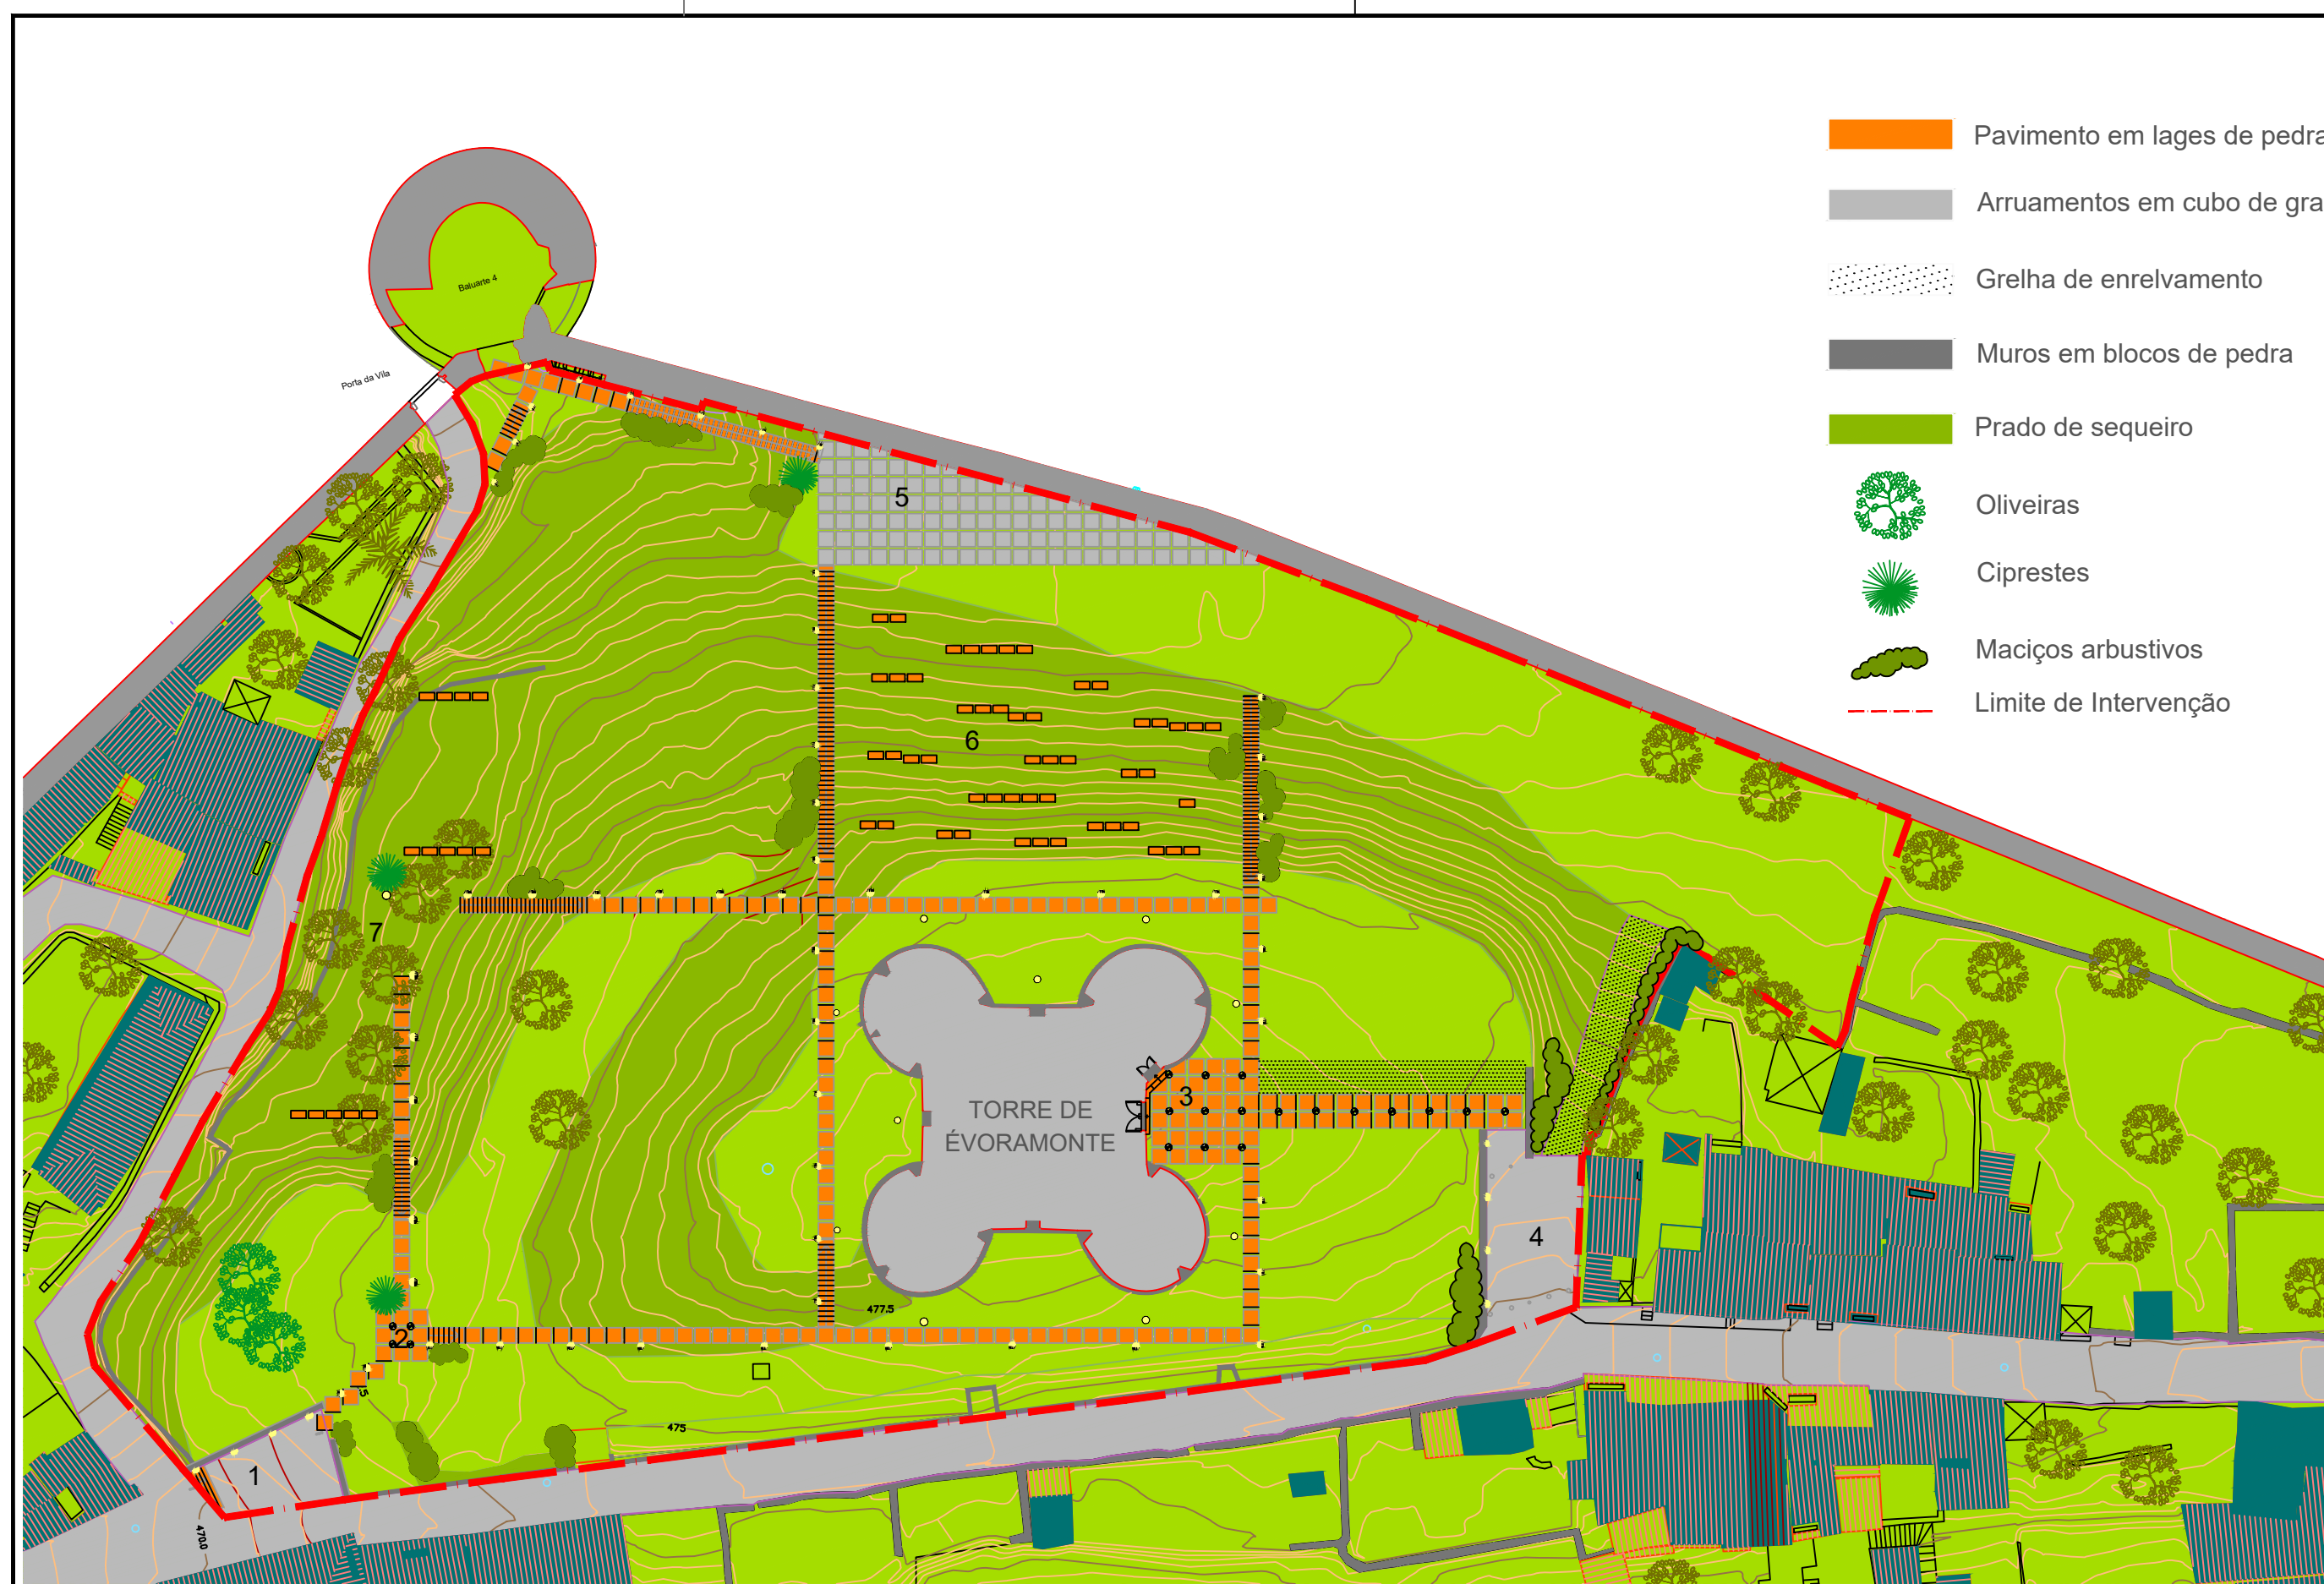 Pavimento em lages de pedra
Arruamentos em cubo de gra
Grelha de enrelvamento
Muros em blocos de pedra
Prado de sequeiro
Oliveiras
Ciprestes
Maciços arbustivos
Limite de Intervenção
Baluarte 4
Porta da Vila
5
6
7
3
TORRE DE
ÉVORAMONTE
4
477.5
2
475
1
470.0